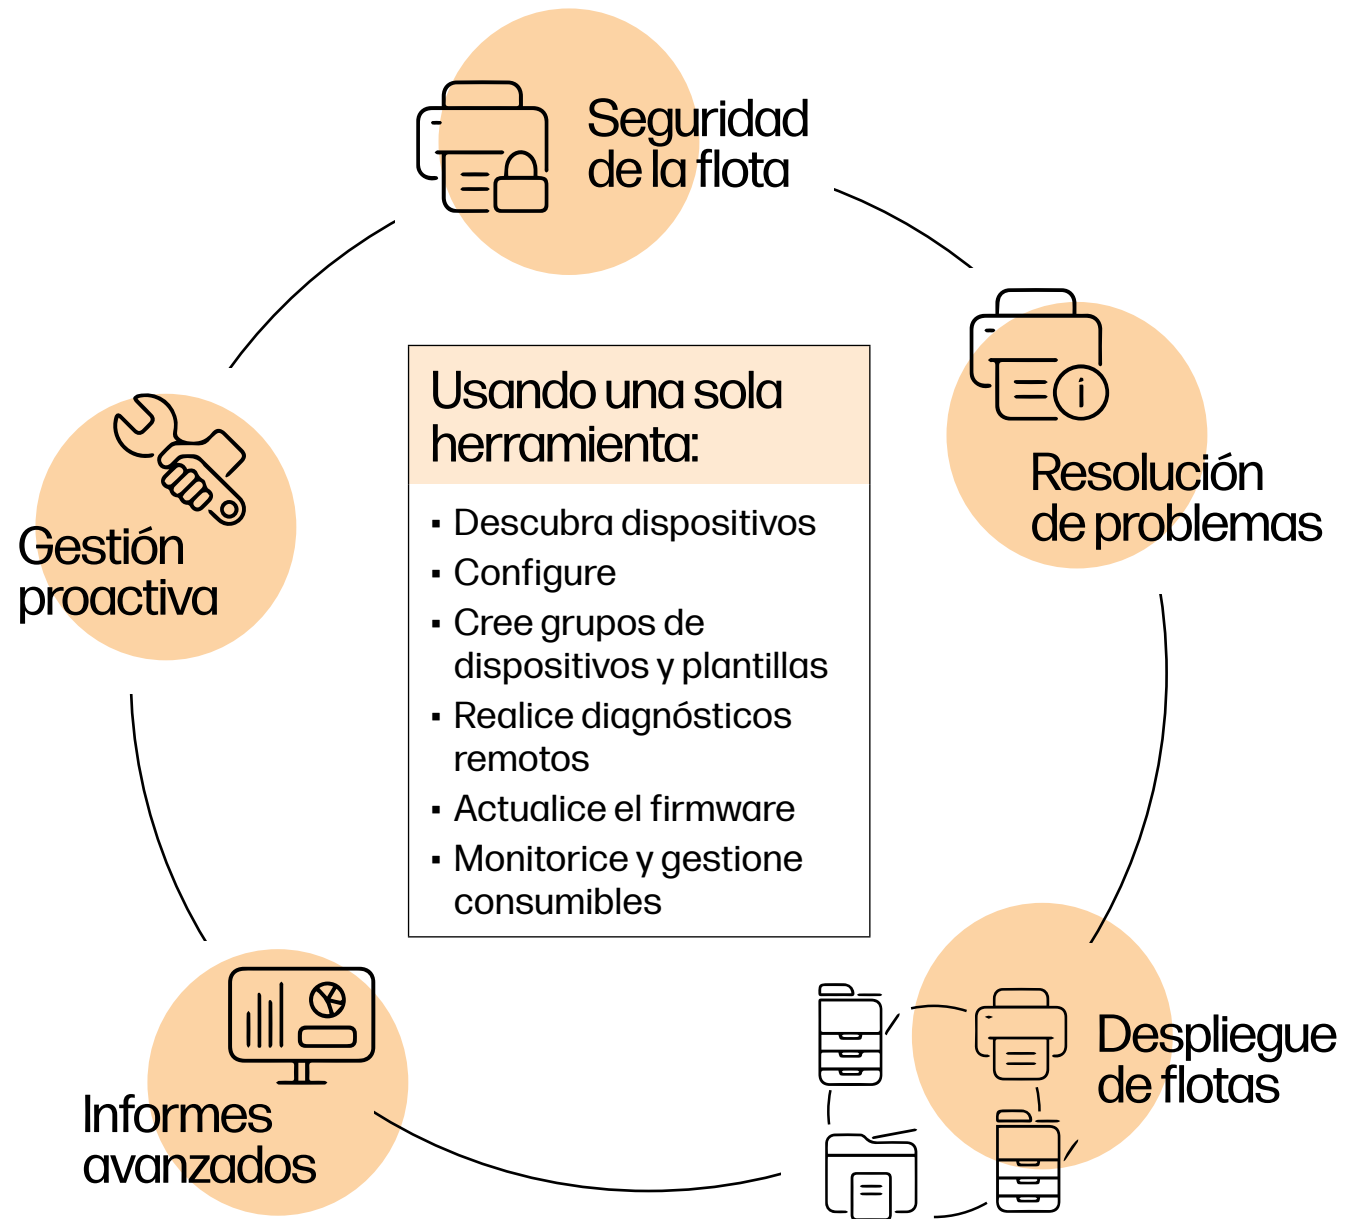 Seguridad
de la flota
Resolución
de problemas
Usando una sola
herramienta:
▪ Descubra dispositivos
▪ Configure
▪ Cree grupos de
dispositivos y plantillas
▪ Realice diagnósticos
remotos
▪ Actualice el firmware
▪ Monitorice y gestione
consumibles
Gestión
proactiva
Despliegue
de flotas
Informes
avanzados